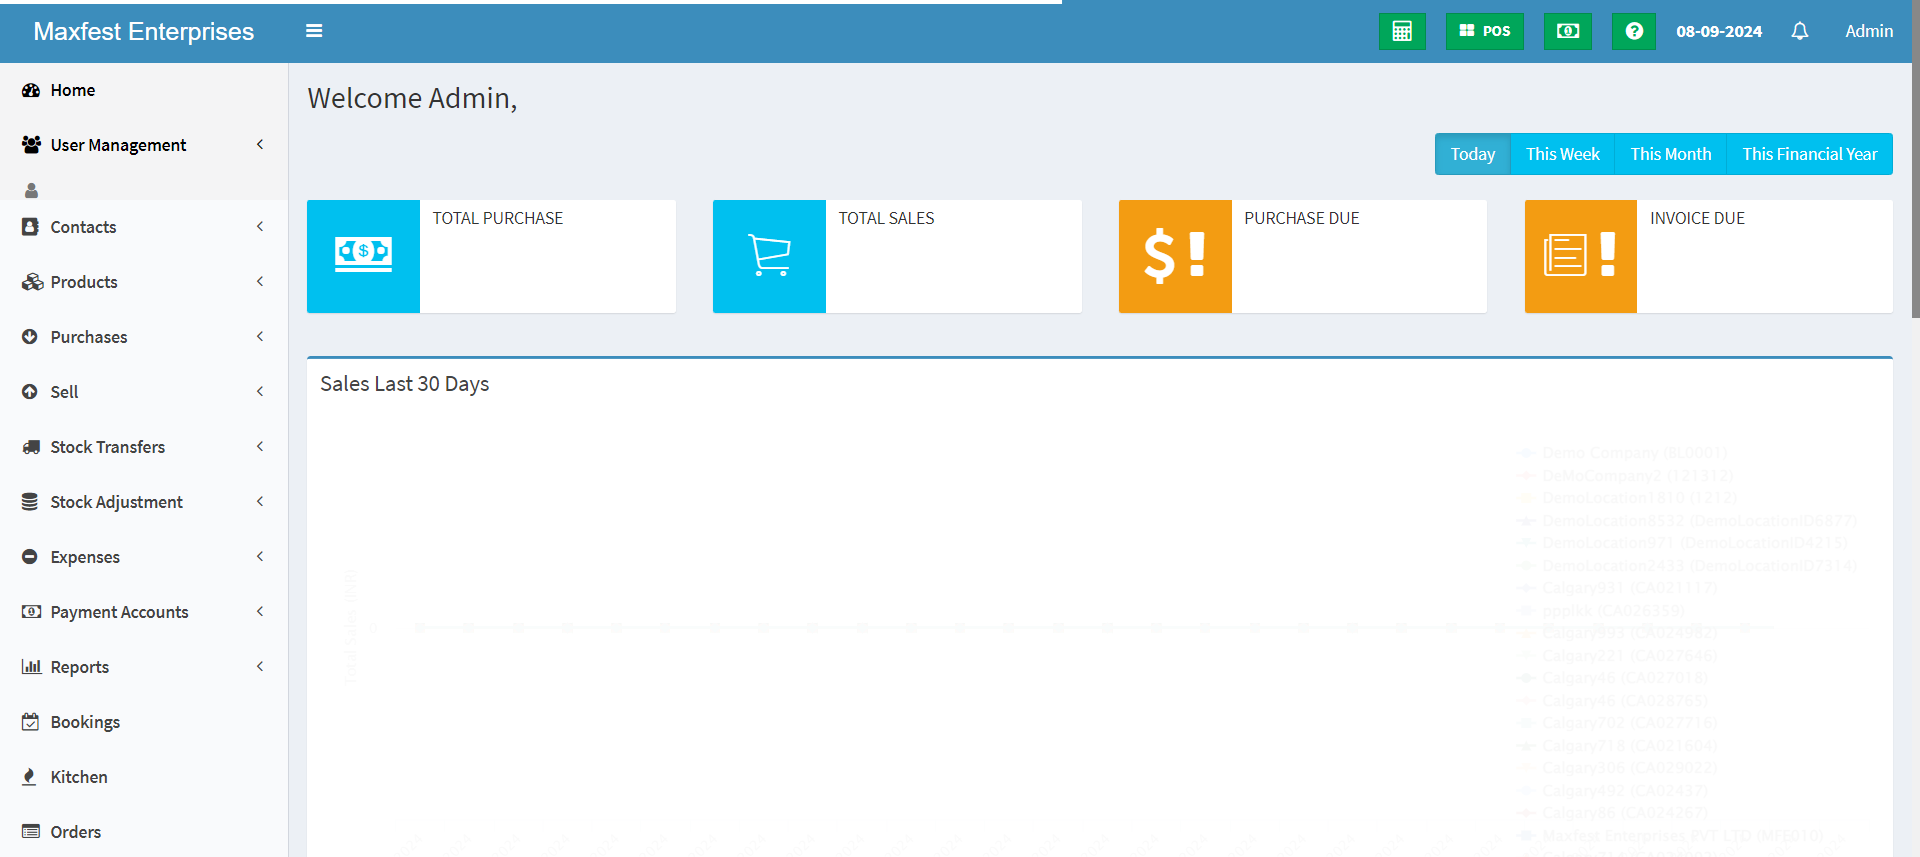 Maxfest Enterprises
POS
08-09-2024
Admin
Home
User Management
Contacts
Products
Purchases
Sell
Stock Transfers
Stock Adjustment
Expenses
Payment Accounts
Reports
Bookings
Kitchen
Orders
Welcome Admin,
Today
This Week
This Month
This Financial Year
TOTAL PURCHASE
TOTAL SALES
PURCHASE DUE
INVOICE DUE
Sales Last 30 Days
Demo Company (BL0001)
DeMoCompany2 (121312)
DemoLocation1810 (1212)
DemoLocation8532 (DemoLocationID6877)
DemoLocation971 (DemoLocationID4215)
DemoLocation2433 (DemoLocationID7314)
Calgary931 (CA021117)
ppplkk (CA026359)
Calgary993 (CA024982)
Calgary221 (CA027646)
Calgary46 (CA027018)
Calgary46 (CA028765)
Calgary702 (CA027716)
Calgary718 (CA021604)
Calgary306 (CA029022)
Calgary492 (CA02437)
Calgary86 (CA024267)
Maxfest Enterprises PVT LTD (MFE010)
Total Sales (INR)
0